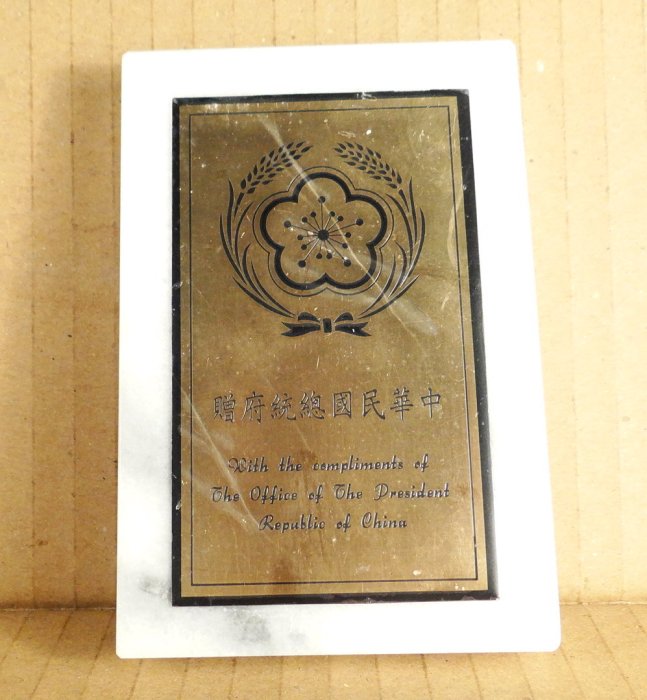 中華民國總統府贈
With the compliments of
The Office of The President
Republic of China